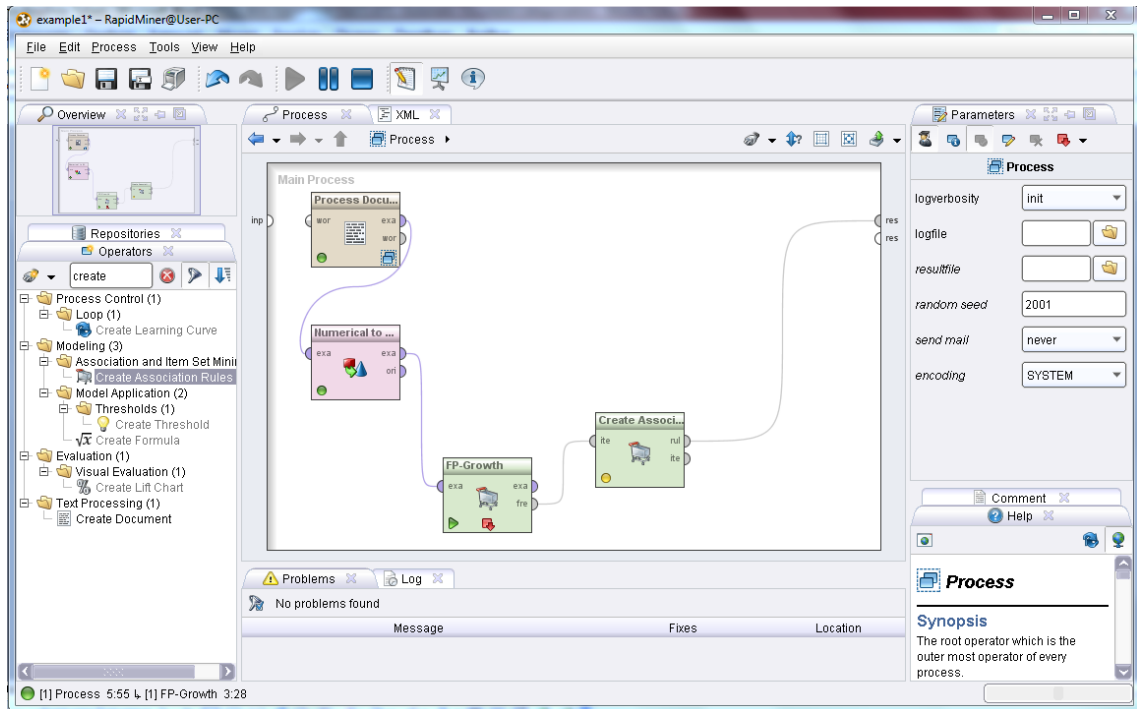 example1* – RapidMiner@User-PC
File Edit Process Tools View Help
Overview
Process
XML
Parameters
Process
Process
Main Process
Process Docu...
inp
wor
exa
wor
res
res
logverbosity
init
logfile
resultfile
random seed
2001
send mail
never
encoding
SYSTEM
Repositories
Operators
create
Process Control (1)
Loop (1)
Create Learning Curve
Modeling (3)
Association and Item Set Mini
Create Association Rules
Model Application (2)
Thresholds (1)
Create Threshold
Create Formula
Evaluation (1)
Visual Evaluation (1)
Create Lift Chart
Text Processing (1)
Create Document
Numerical to ...
exa
exa
ori
Create Associ...
ite
rul
ite
FP-Growth
exa
exa
fre
Comment
Help
Process
Synopsis
The root operator which is the
outer most operator of every
process.
Problems
Log
No problems found
Message Fixes Location
[1] Process 5:55 ↳ [1] FP-Growth 3:28